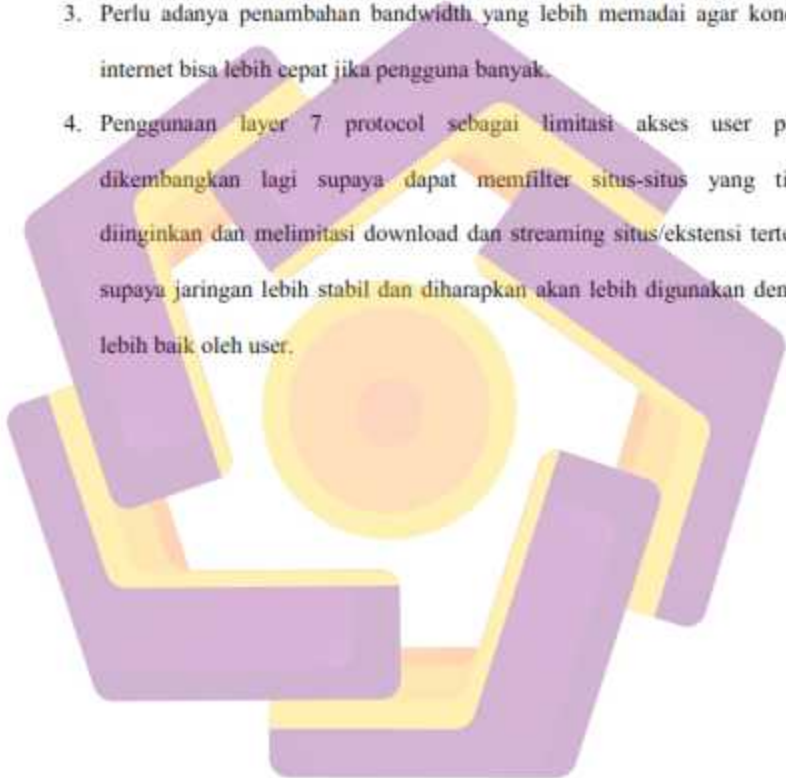 3. Perlu adanya penambahan bandwidth yang lebih memadai agar kon
internet bisa lebih cepat jika pengguna banyak.
4. Penggunaan layer 7 protocol sebagai limitasi akses user p
dikembangkan lagi supaya dapat memfilter situs-situs yang ti
diinginkan dan melimitasi download dan streaming situs/ekstensi terte
supaya jaringan lebih stabil dan diharapkan akan lebih digunakan den
lebih baik oleh user.